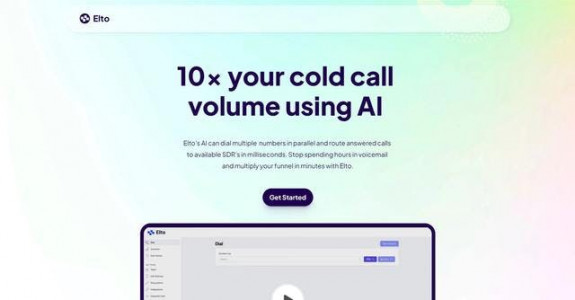 Elto
10× your cold call
volume using AI
Elto's AI can dial multiple numbers in parallel and route answered calls
to available SDR's in milliseconds. Stop spending hours in voicemail
and multiply your funnel in minutes with Elto.
Get Started
Elto
Dial